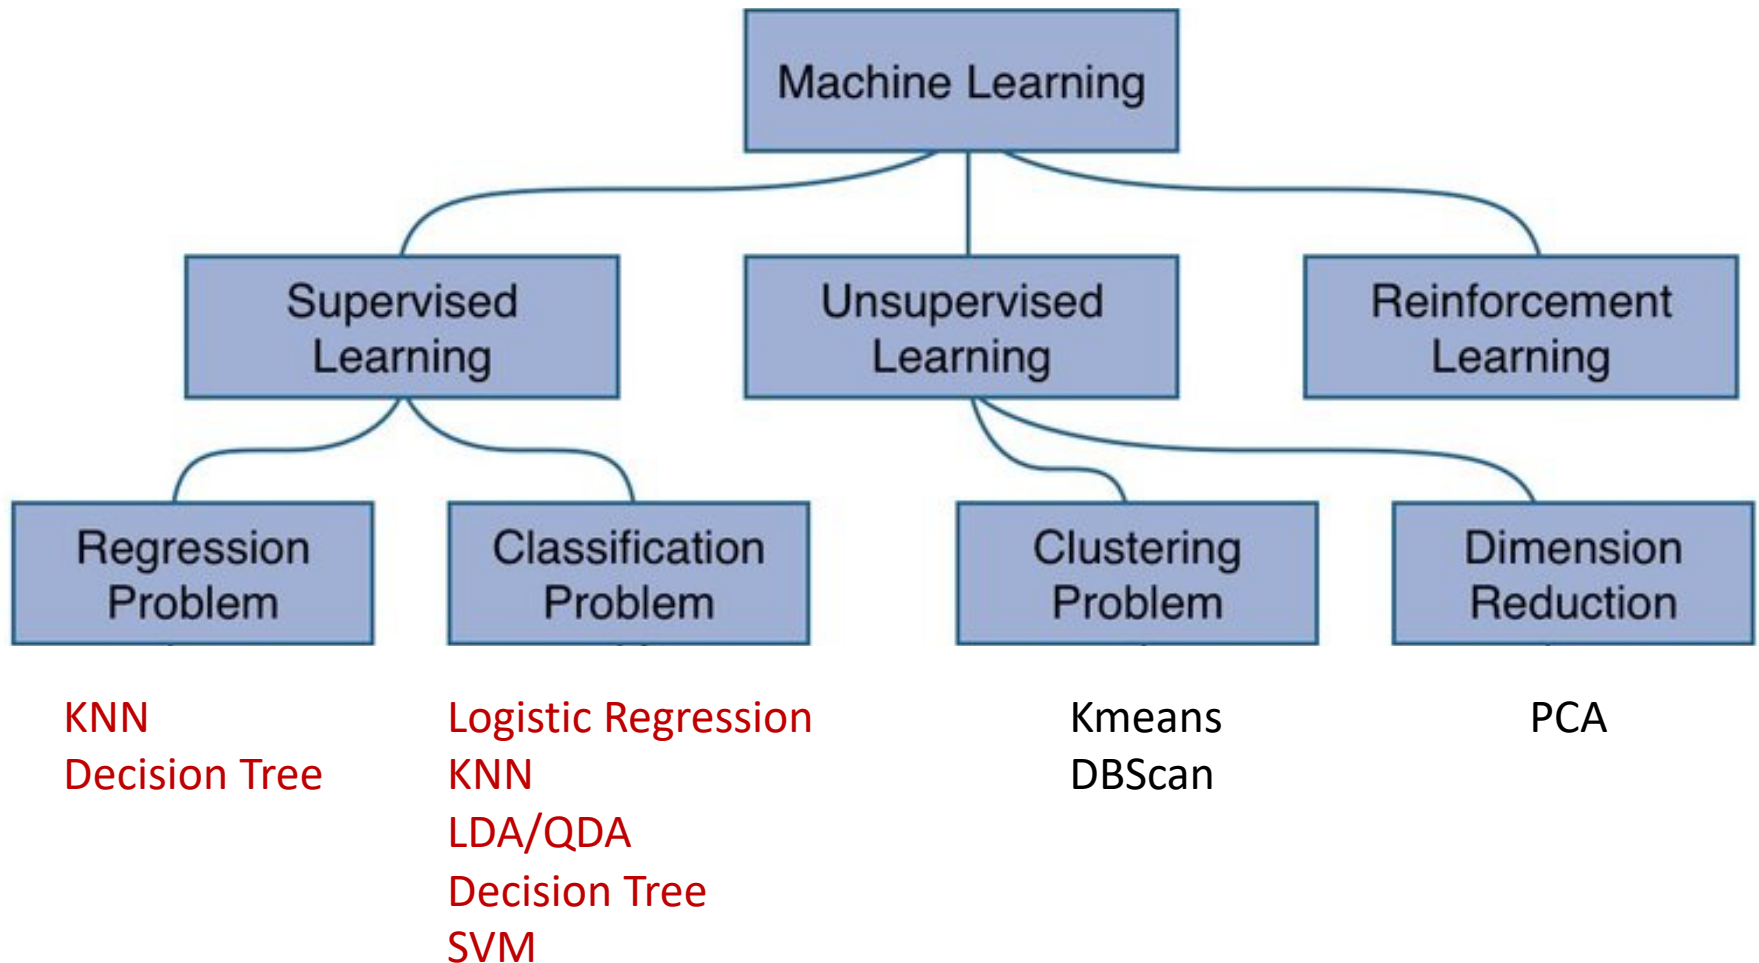 Machine Learning
Supervised
Learning
Unsupervised
Learning
Reinforcement
Learning
Regression
Problem
Classification
Problem
Clustering
Problem
Dimension
Reduction
KNN
Decision Tree
Logistic Regression
KNN
LDA/QDA
Decision Tree
SVM
Kmeans
DBScan
PCA